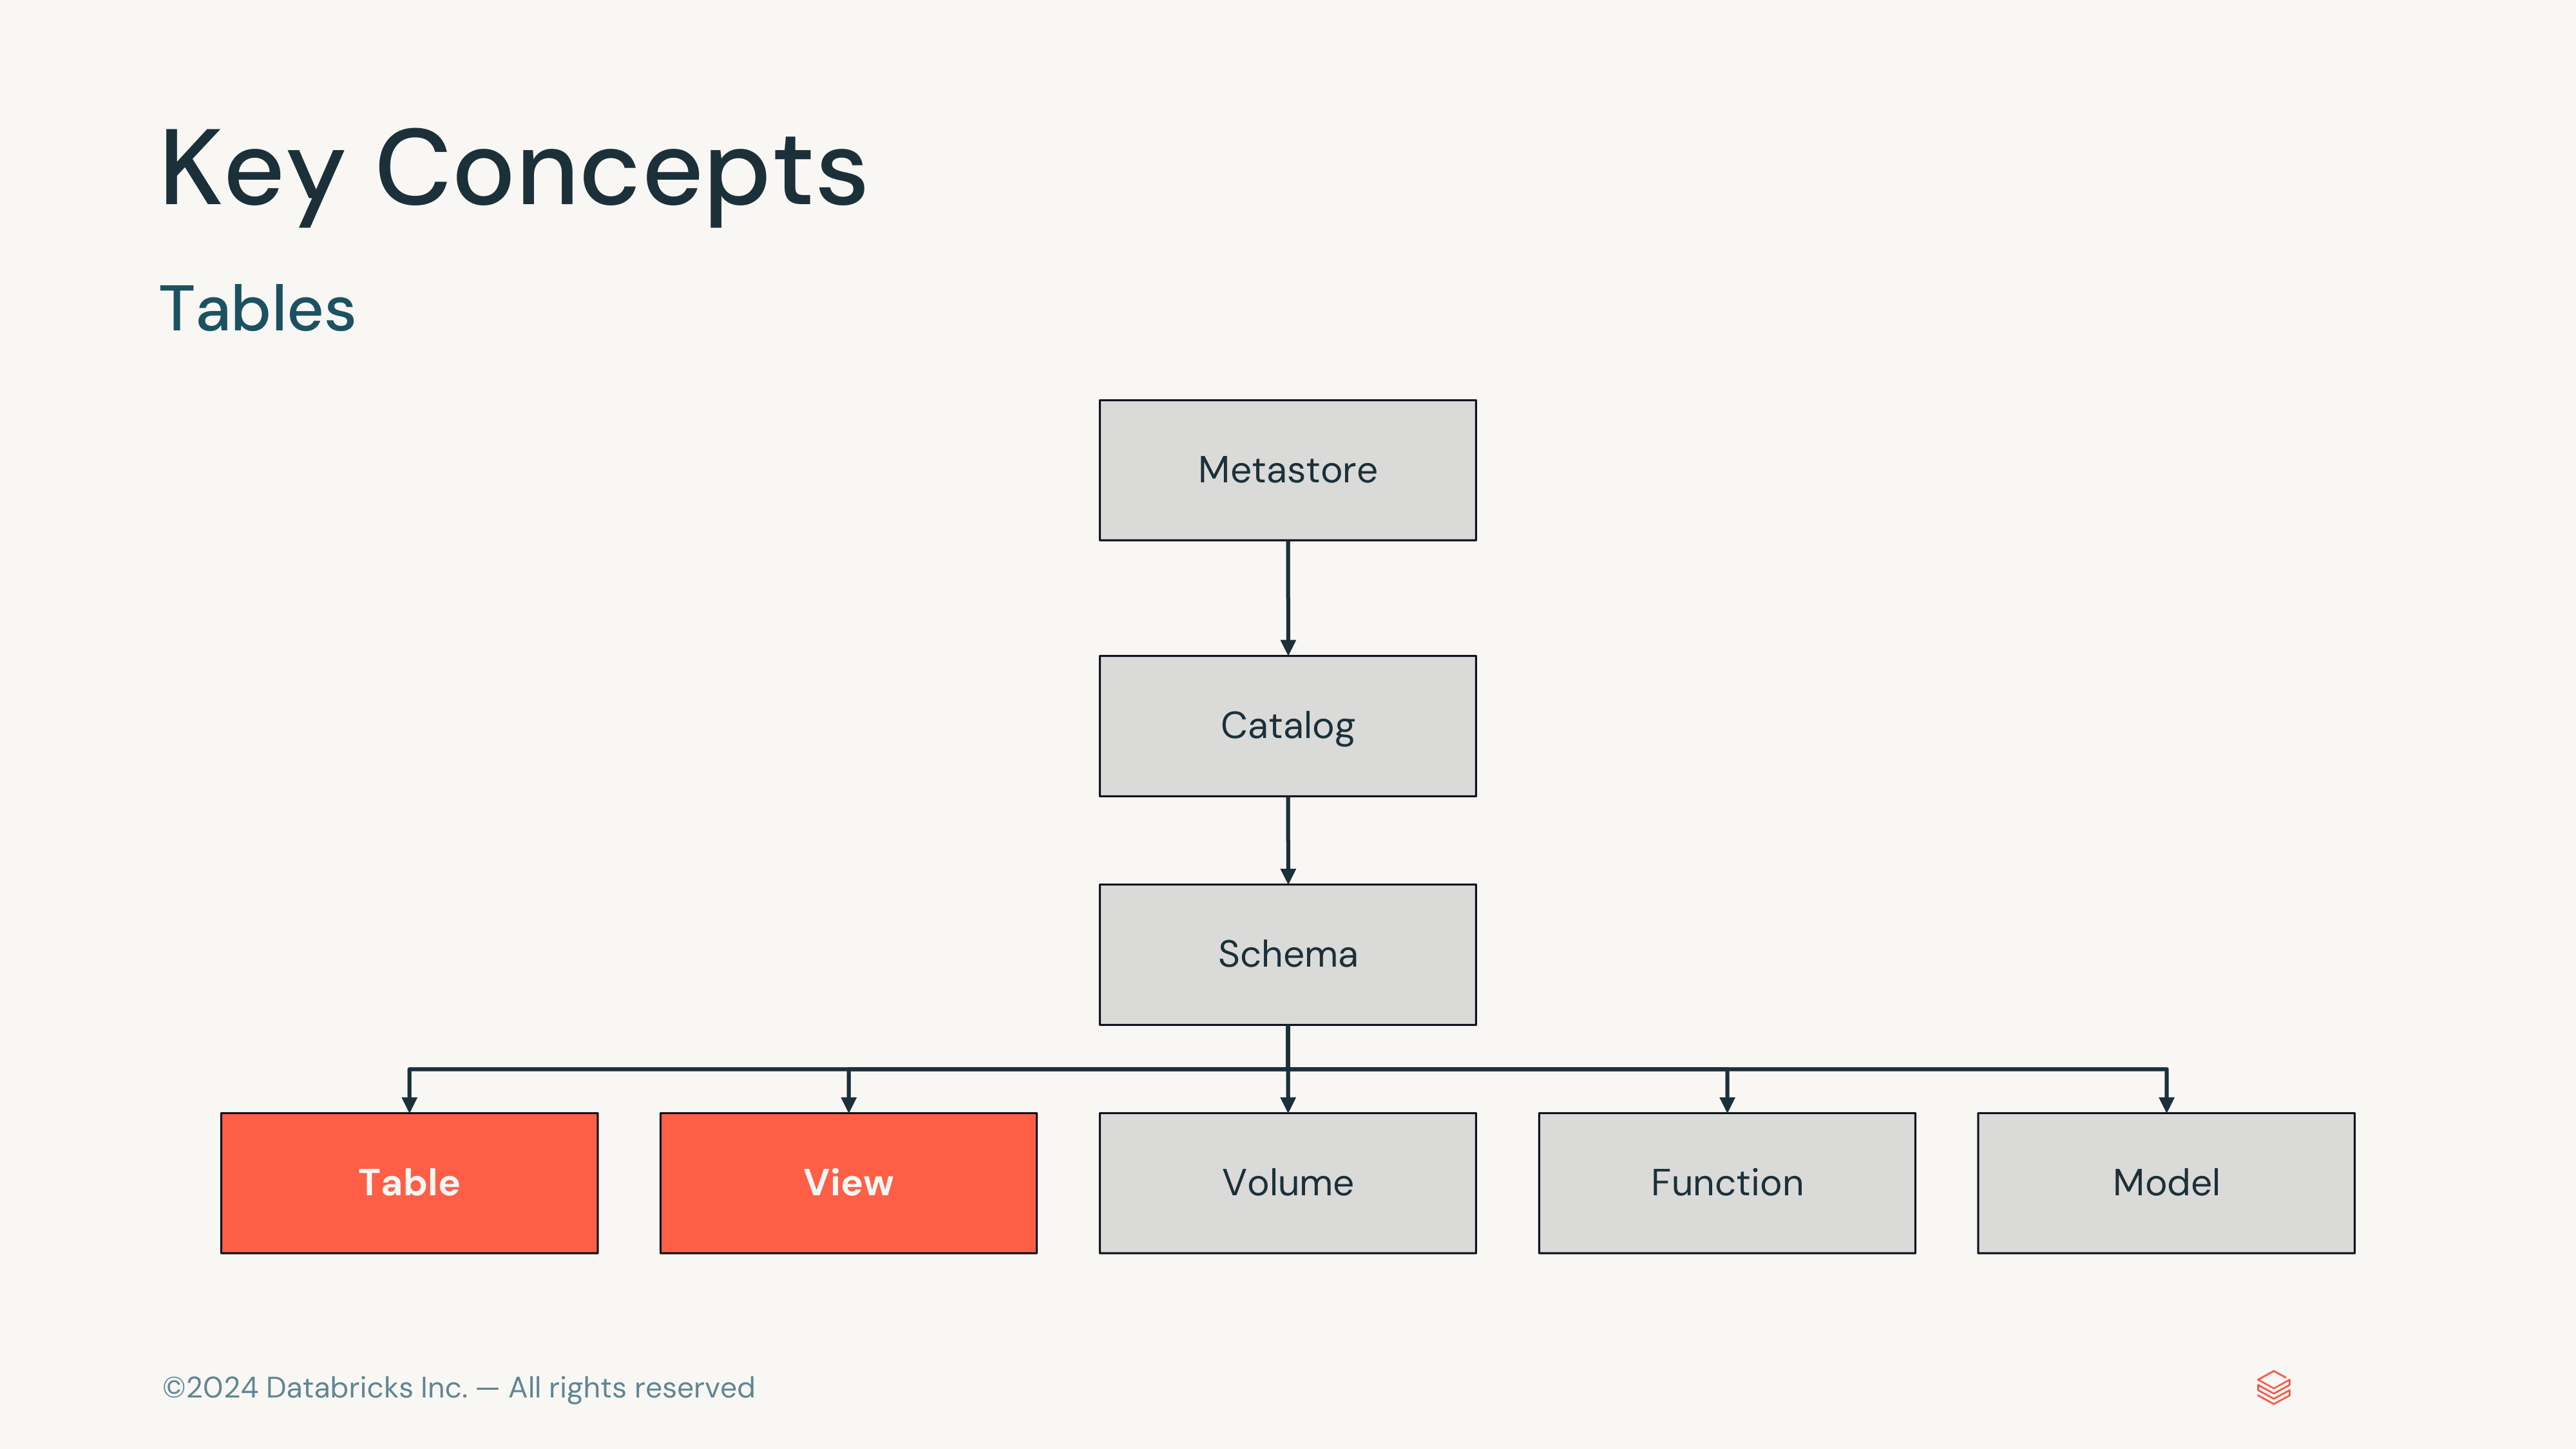 Key Concepts
Tables
Metastore
Catalog
Schema
Table
View
Volume
Function
Model
©2024 Databricks Inc. — All rights reserved